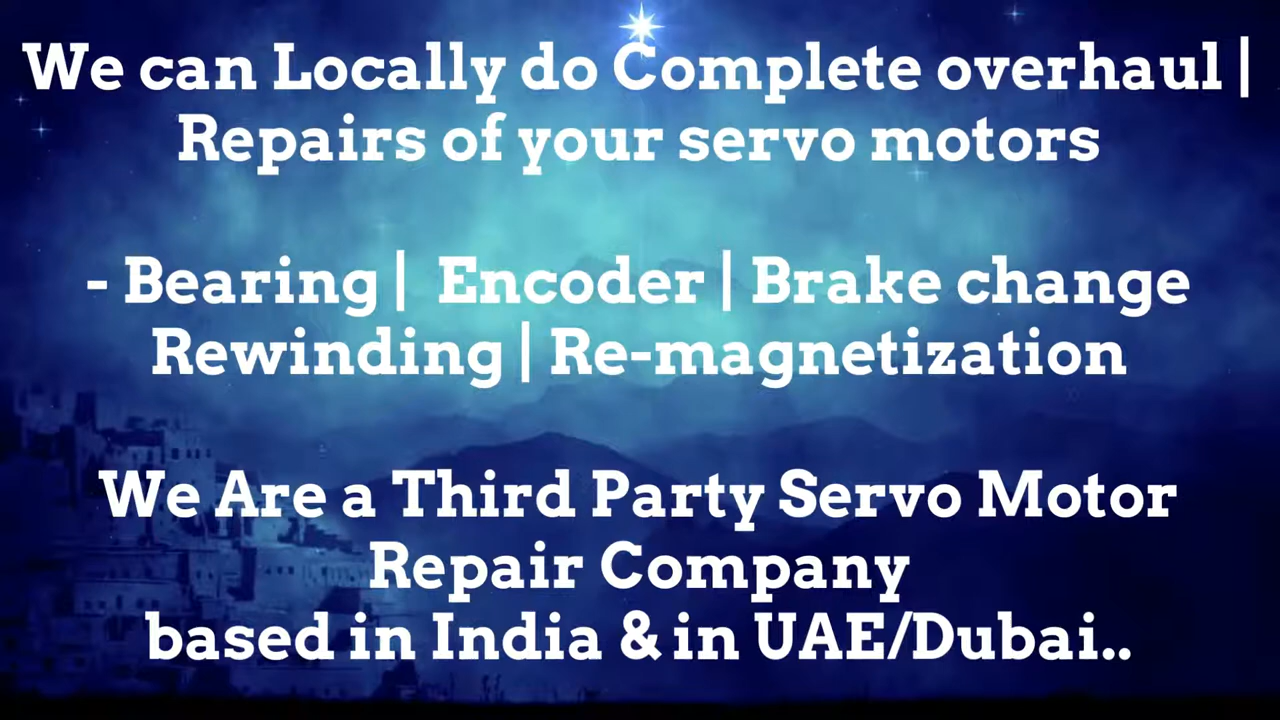 We can Locally do Complete overhaul |
Repairs of your servo motors
- Bearing |  Encoder | Brake change
Rewinding | Re-magnetization
We Are a Third Party Servo Motor
Repair Company
based in India & in UAE/Dubai..